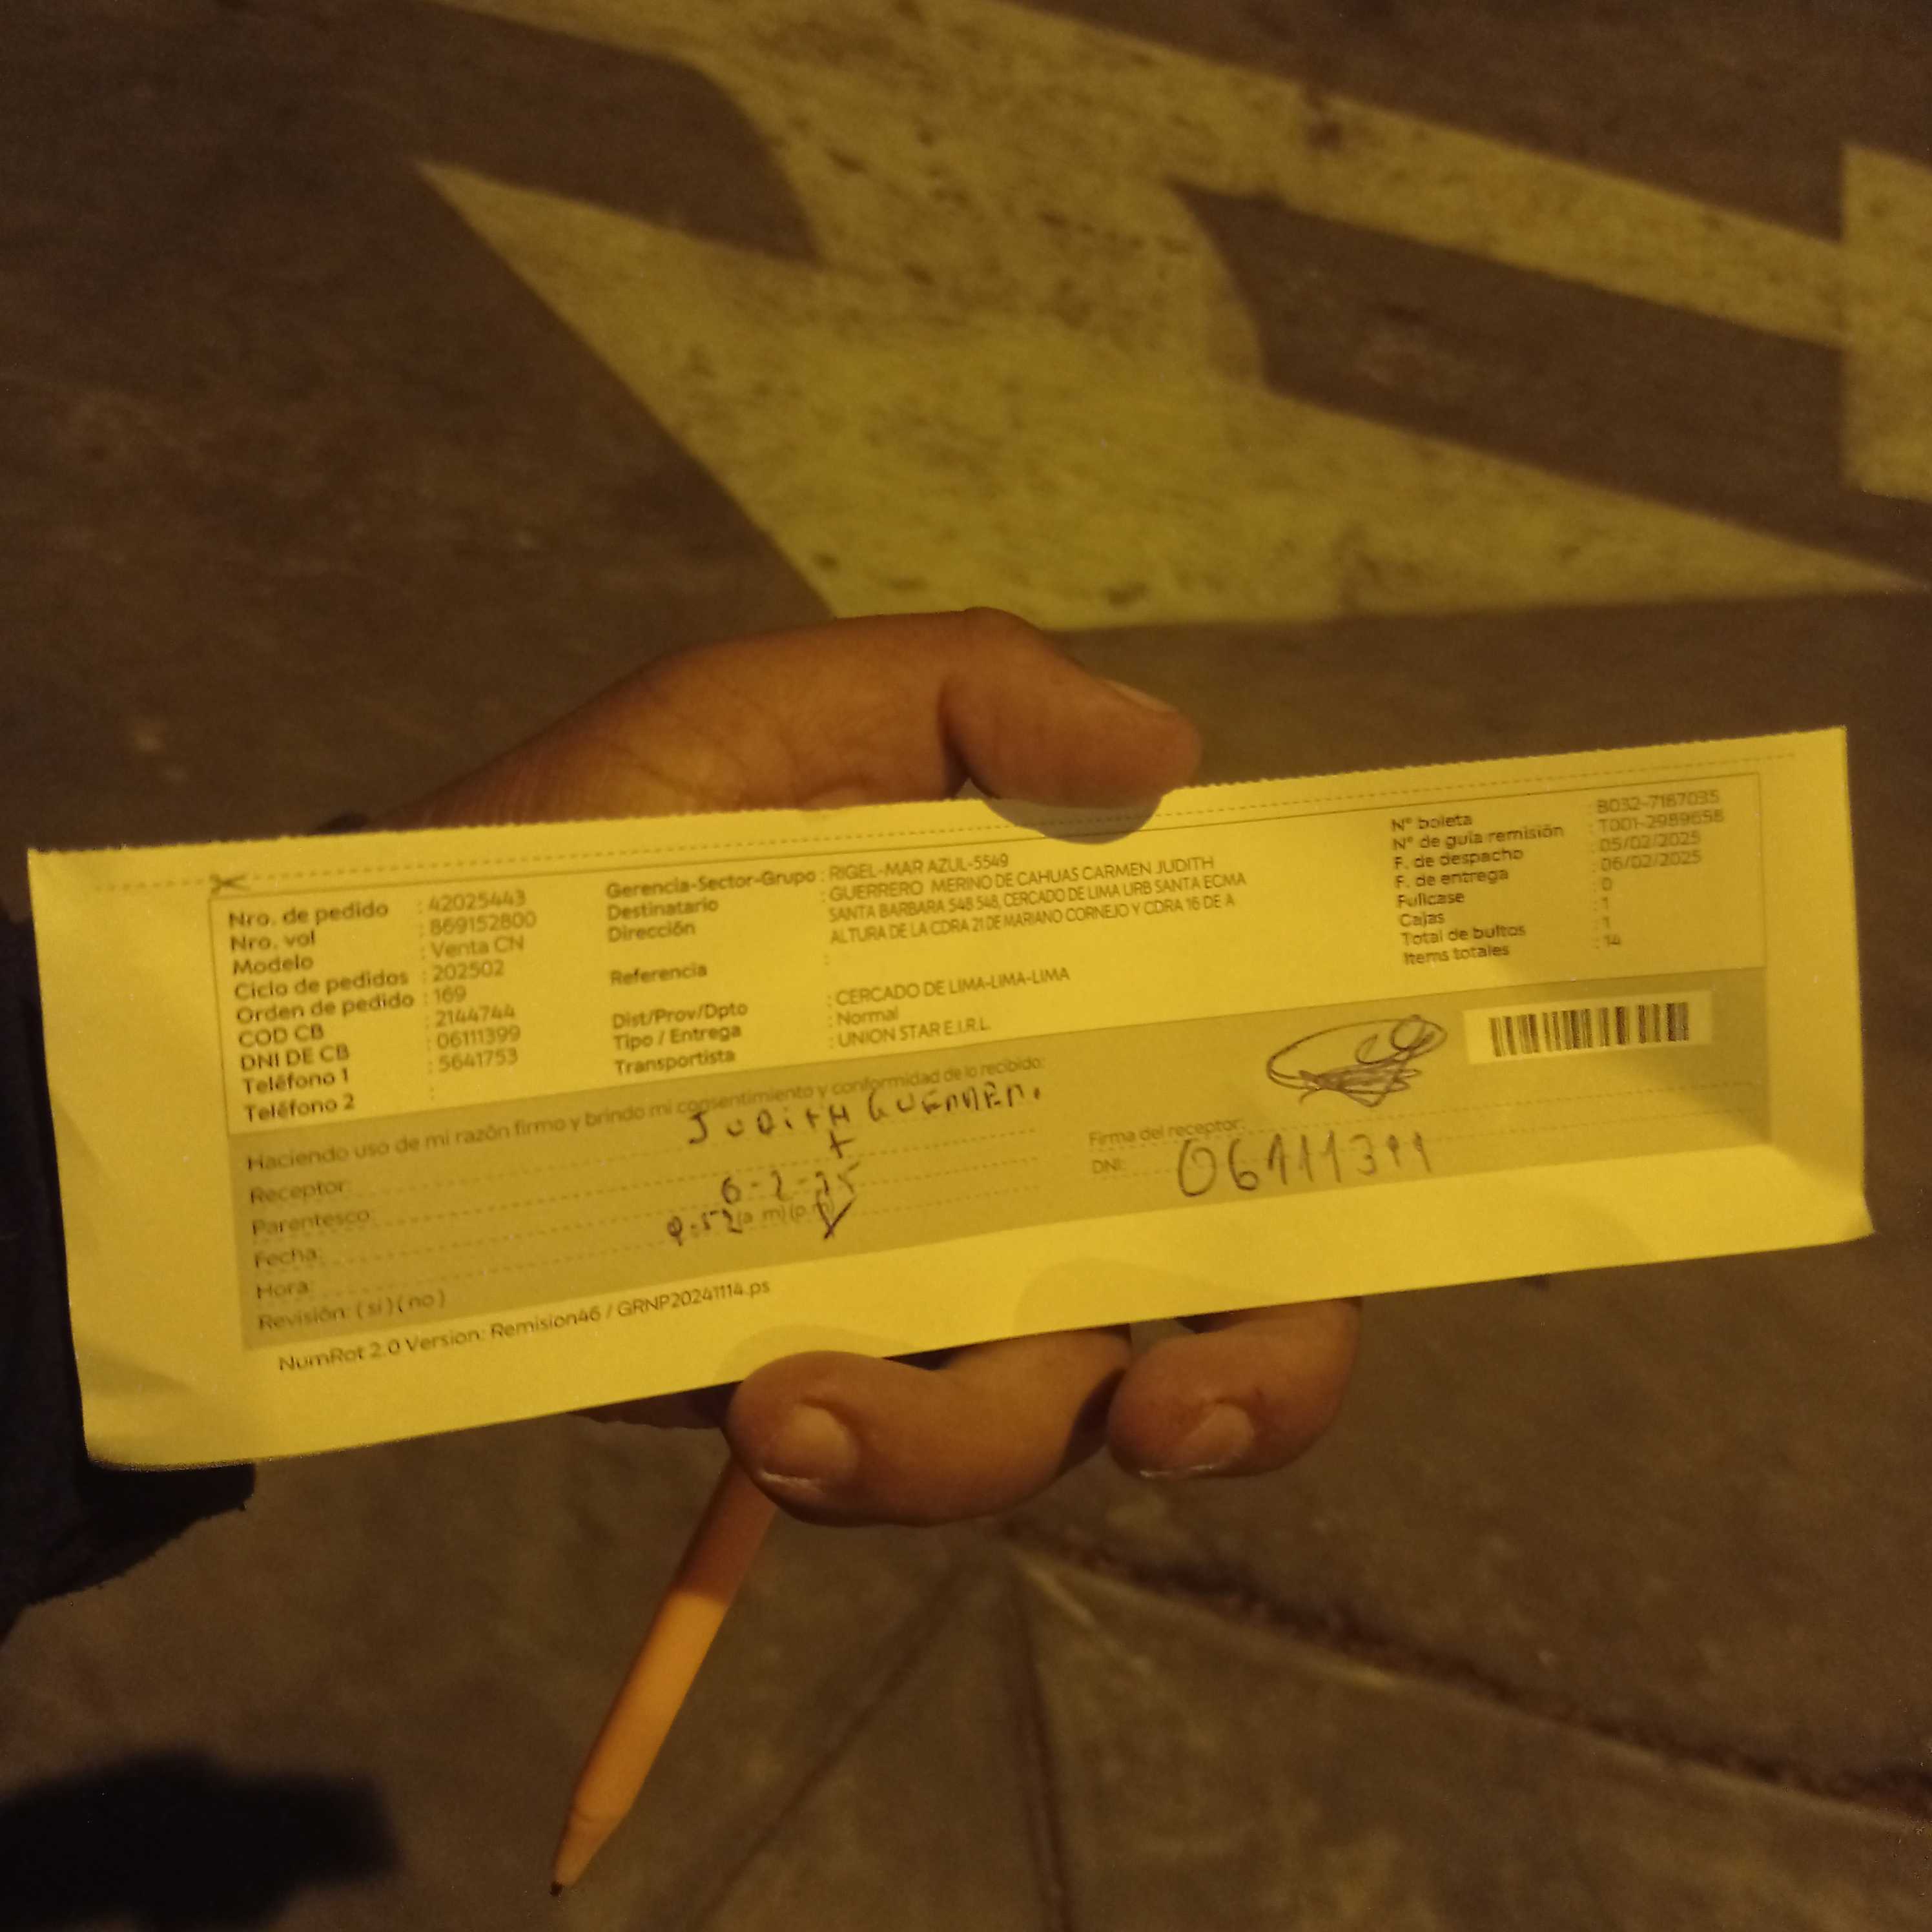 Nro. de pedido : 42025443
Nro. vol : 869152800
Modelo : Venta CN
Ciclo de pedidos : 202502
Orden de pedido : 169
COD CB : 2144744
DNI DE CB : 06111399
Teléfono 1 : 5641753
Teléfono 2 :
Gerencia-Sector-Grupo : RIGEL-MAR AZUL-5549
Destinatario : GUERRERO MERINO DE CAHUAS CARMEN JUDITH
Dirección SANTA BARBARA 548 548, CERCADO DE LIMA URB SANTA ECMA
ALTURA DE LA CDRA 21 DE MARIANO CORNEJO Y CDRA 16 DE A
Referencia :
Dist/Prov/Dpto : CERCADO DE LIMA-LIMA-LIMA
Tipo / Entrega : Normal
Transportista : UNION STAR E.I.R.L.
N° boleta : B032-7187035
N° de guía remisión : T001-2989658
F. de despacho : 05/02/2025
F. de entrega : 06/02/2025
Fullcase : 0
Cajas : 1
Total de bultos : 1
Items totales : 14
Haciendo uso de mi razón firmo y brindo mi consentimiento y conformidad de lo recibido:
Receptor: JUDITH
Parentesco:
Fecha: 6-2-25
Hora: (a m) (p m)
Revisión: ( si ) ( no )
Firma del receptor:
DNI: 06111399
NumRot 2.0 Version: Remision46 / GRNP20241114.ps